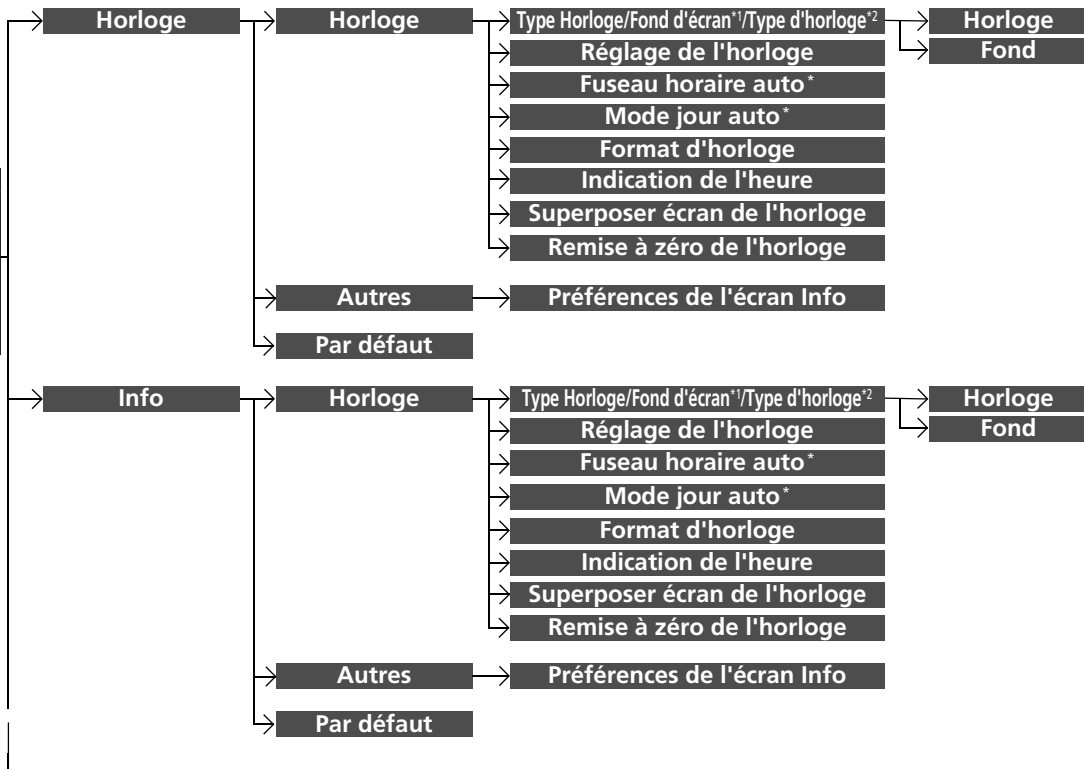 Horloge
Horloge
Type Horloge/Fond d'écran*1/Type d'horloge*2
Horloge
Fond
Réglage de l'horloge
Fuseau horaire auto*
Mode jour auto*
Format d'horloge
Indication de l'heure
Superposer écran de l'horloge
Remise à zéro de l'horloge
Autres
Préférences de l'écran Info
Par défaut
Info
Horloge
Type Horloge/Fond d'écran*1/Type d'horloge*2
Horloge
Fond
Réglage de l'horloge
Fuseau horaire auto*
Mode jour auto*
Format d'horloge
Indication de l'heure
Superposer écran de l'horloge
Remise à zéro de l'horloge
Autres
Préférences de l'écran Info
Par défaut